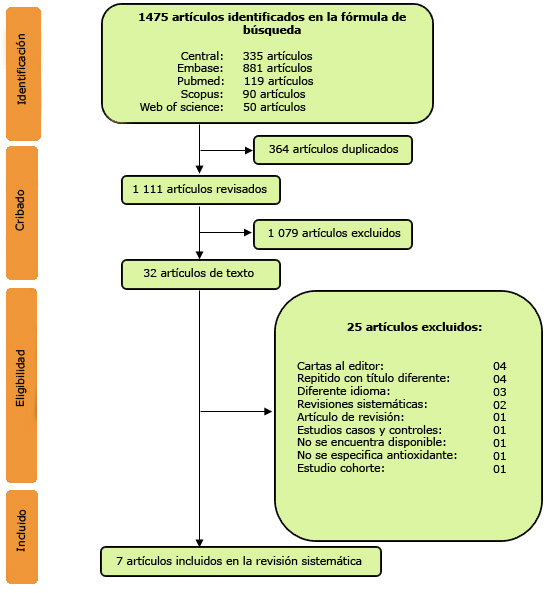 Identificación
1475 artículos identificados en la fórmula de
búsqueda
Central: 335 artículos
Embase: 881 artículos
Pubmed: 119 artículos
Scopus: 90 artículos
Web of science: 50 artículos
364 artículos duplicados
Cribado
1 111 artículos revisados
1 079 artículos excluidos
32 artículos de texto
Eligibilidad
25 artículos excluidos:
Cartas al editor: 04
Repetido con título diferente: 04
Diferente idioma: 03
Revisiones sistemáticas: 02
Artículo de revisión: 01
Estudios casos y controles: 01
No se encuentra disponible: 01
No se especifica antioxidante: 01
Estudio cohorte: 01
Incluido
7 artículos incluidos en la revisión sistemática